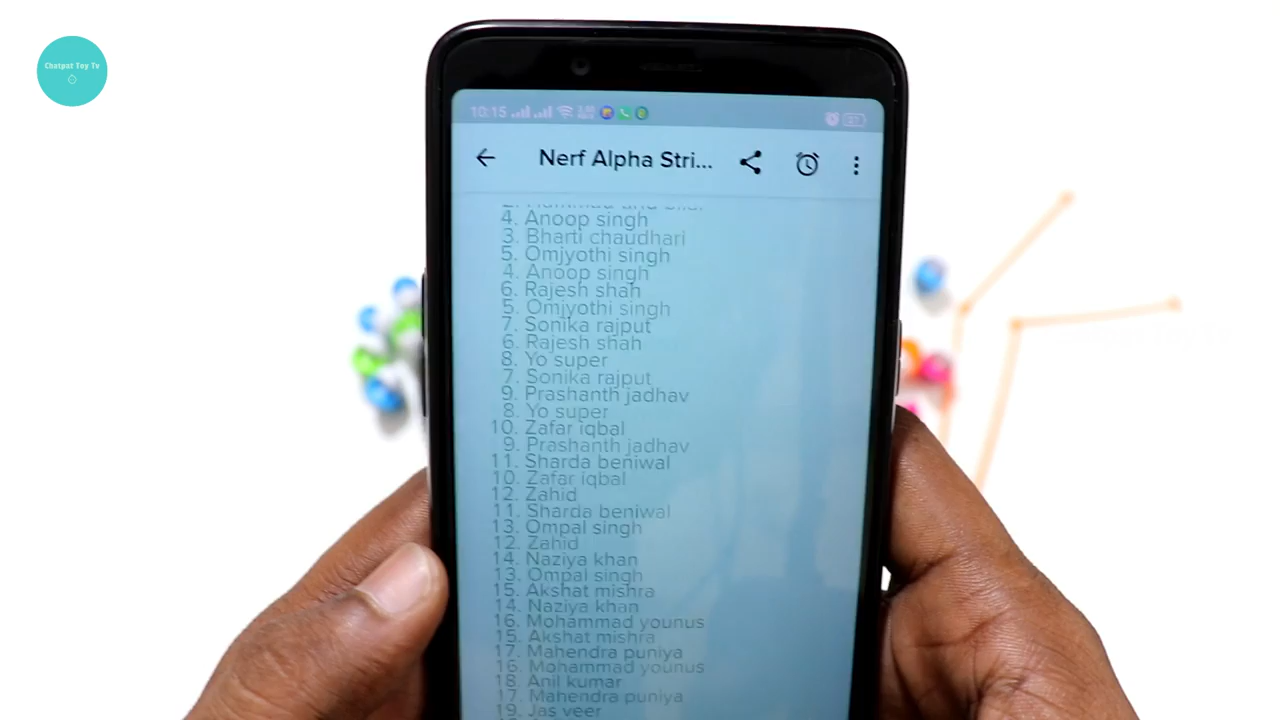 Chatpat Toy Tv
10:15
Nerf Alpha Stri...
4. Anoop singh
3. Bharti chaudhari
5. Omjyothi singh
4. Anoop singh
6. Rajesh shah
5. Omjyothi singh
7. Sonika rajput
6. Rajesh shah
8. Yo super
7. Sonika rajput
9. Prashanth jadhav
8. Yo super
10. Zafar iqbal
9. Prashanth jadhav
11. Sharda beniwal
10. Zafar iqbal
12. Zahid
11. Sharda beniwal
13. Ompal singh
12. Zahid
14. Naziya khan
13. Ompal singh
15. Akshat mishra
14. Naziya khan
16. Mohammad younus
15. Akshat mishra
17. Mahendra puniya
16. Mohammad younus
18. Anil kumar
17. Mahendra puniya
19. Jas veer